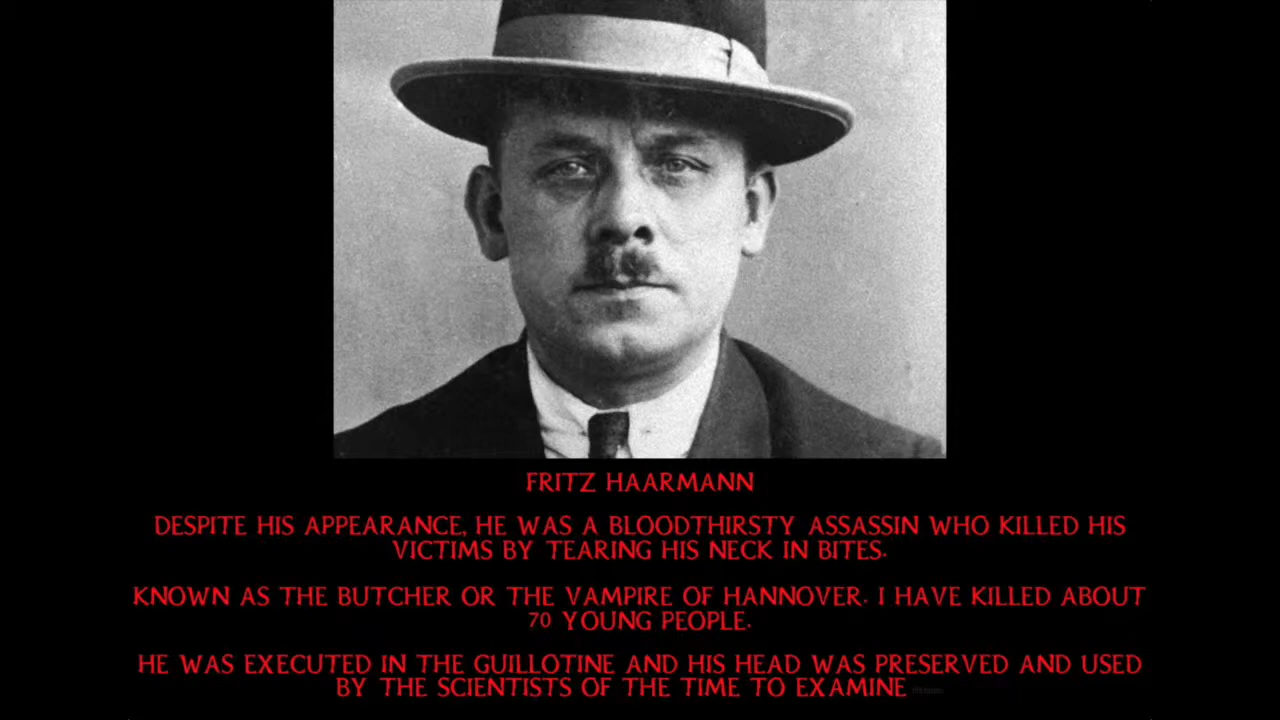 FRITZ HAARMANN
DESPITE HIS APPEARANCE, HE WAS A BLOODTHIRSTY ASSASSIN WHO KILLED HIS
VICTIMS BY TEARING HIS NECK IN BITES.
KNOWN AS THE BUTCHER OR THE VAMPIRE OF HANNOVER. I HAVE KILLED ABOUT
70 YOUNG PEOPLE.
HE WAS EXECUTED IN THE GUILLOTINE AND HIS HEAD WAS PRESERVED AND USED
BY THE SCIENTISTS OF THE TIME TO EXAMINE